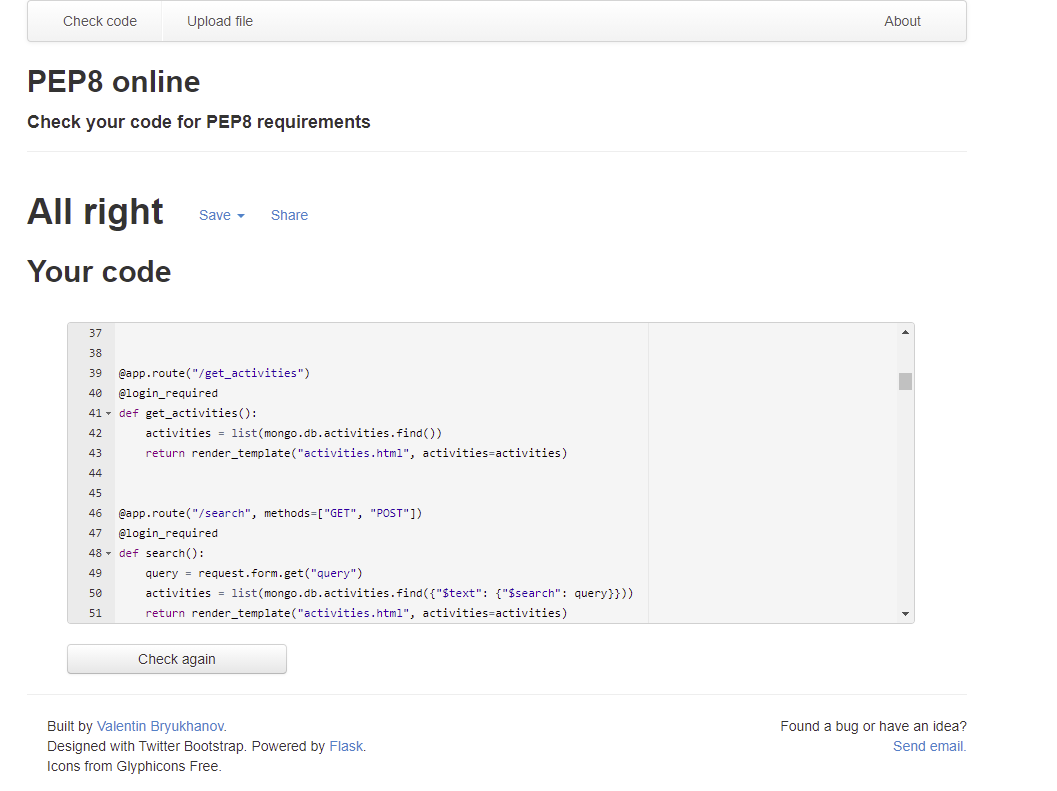 Check code Upload file About
PEP8 online
Check your code for PEP8 requirements
All right Save Share
Your code
37
38
39 @app.route("/get_activities")
40 @login_required
41 def get_activities():
42     activities = list(mongo.db.activities.find())
43     return render_template("activities.html", activities=activities)
44
45
46 @app.route("/search", methods=["GET", "POST"])
47 @login_required
48 def search():
49     query = request.form.get("query")
50     activities = list(mongo.db.activities.find({"$text": {"$search": query}}))
51     return render_template("activities.html", activities=activities)
Check again
Built by Valentin Bryukhanov. Found a bug or have an idea?
Designed with Twitter Bootstrap. Powered by Flask. Send email.
Icons from Glyphicons Free.